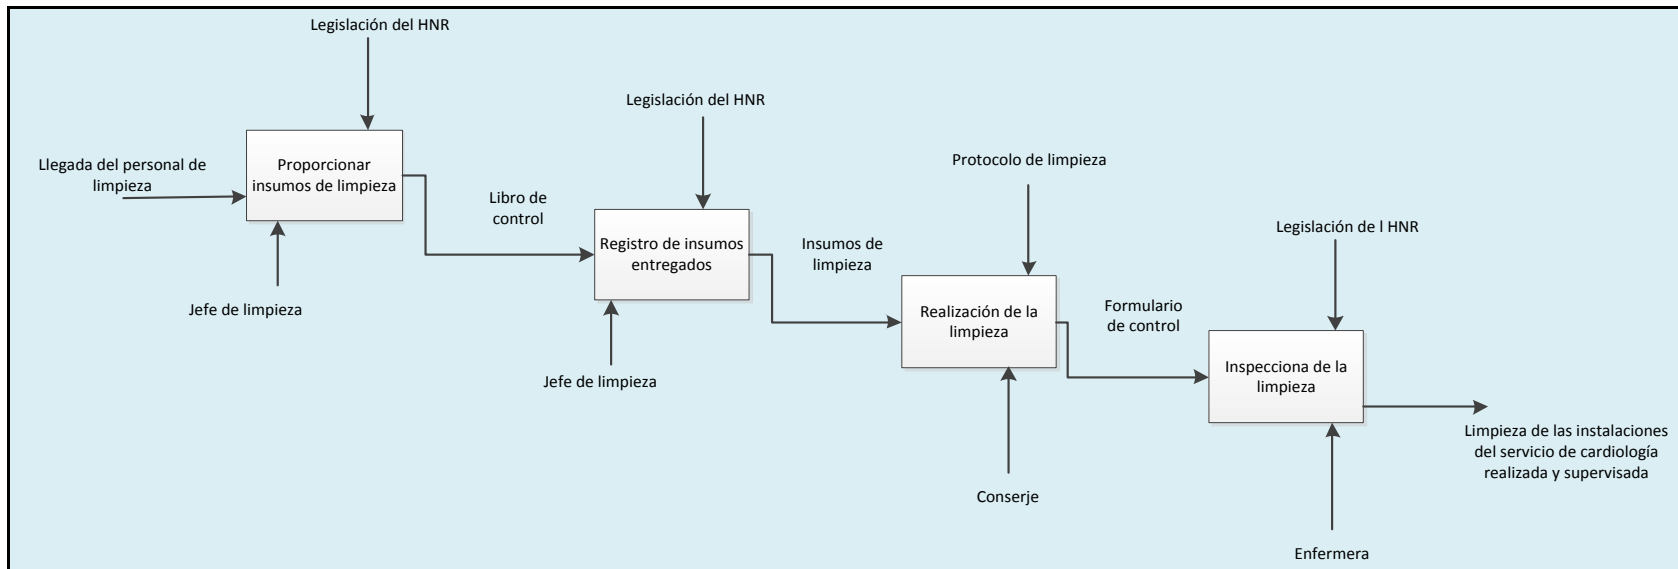 Legislación del HNR
Legislación del HNR
Proporcionar
insumos de limpieza
Llegada del personal de
limpieza
Protocolo de limpieza
Libro de
control
Legislación de l HNR
Registro de insumos
entregados
Insumos de
limpieza
Jefe de limpieza
Formulario
de control
Realización de la
limpieza
Jefe de limpieza
Inspecciona de la
limpieza
Limpieza de las instalaciones
del servicio de cardiología
realizada y supervisada
Conserje
Enfermera